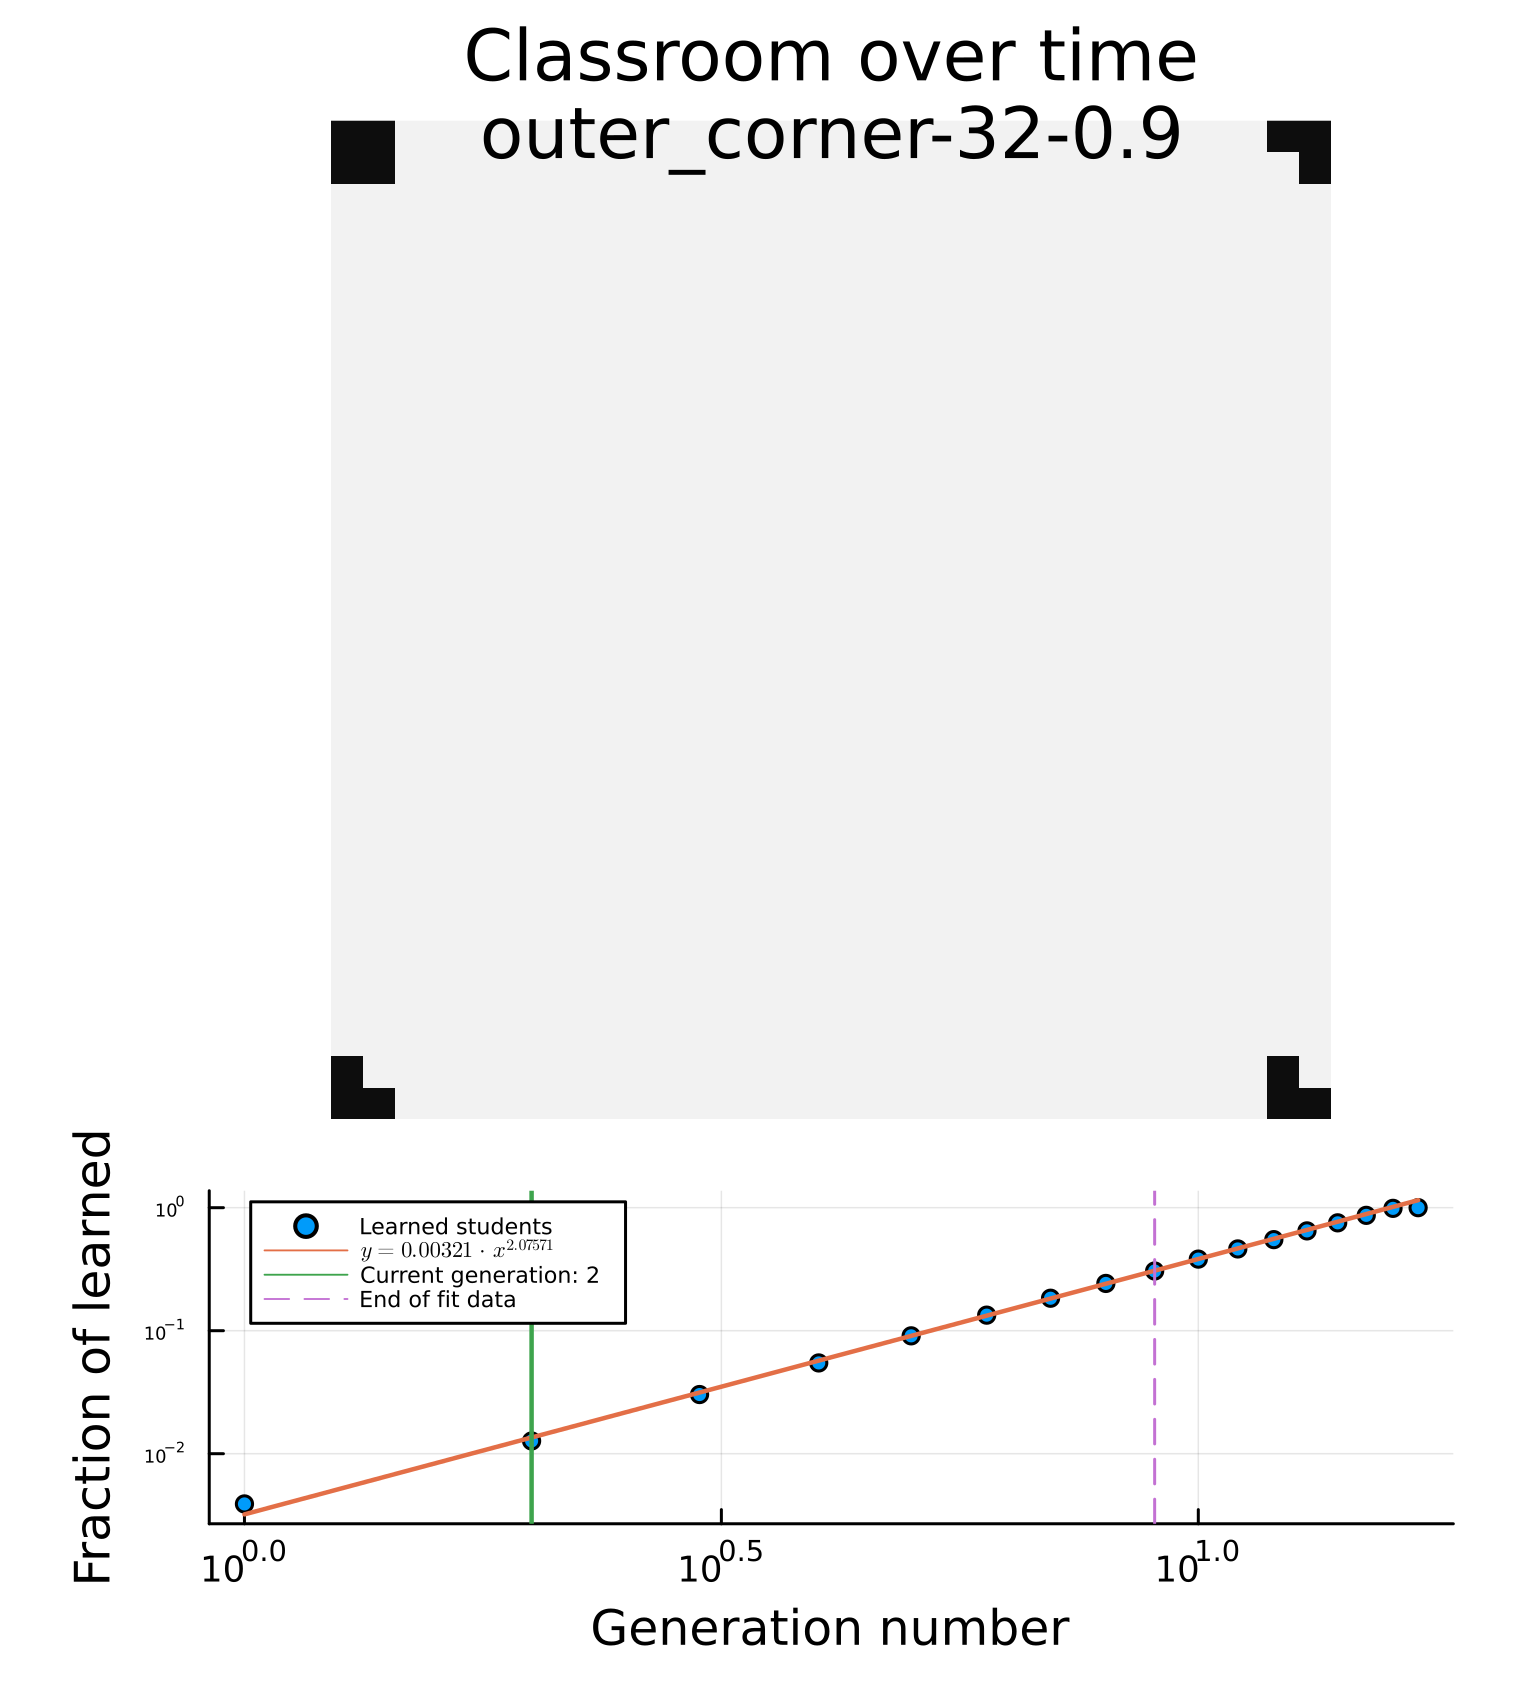 Classroom over time
outer_corner-32-0.9
Fraction of learned
10^0
10^-1
10^-2
Learned students
y = 0.00321 · x^2.07571
Current generation: 2
End of fit data
10^0.0
10^0.5
10^1.0
Generation number